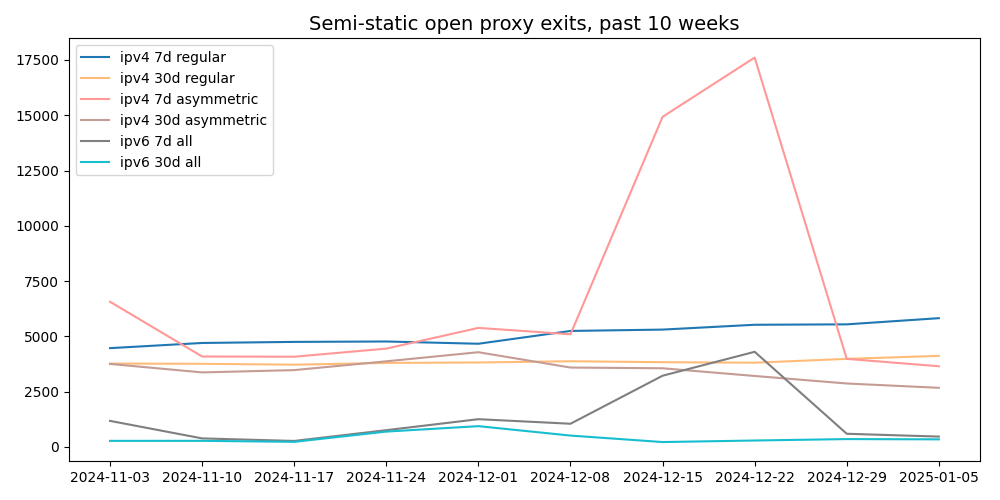 Semi-static open proxy exits, past 10 weeks
ipv4 7d regular
ipv4 30d regular
ipv4 7d asymmetric
ipv4 30d asymmetric
ipv6 7d all
ipv6 30d all
17500
15000
12500
10000
7500
5000
2500
0
2024-11-03 2024-11-10 2024-11-17 2024-11-24 2024-12-01 2024-12-08 2024-12-15 2024-12-22 2024-12-29 2025-01-05